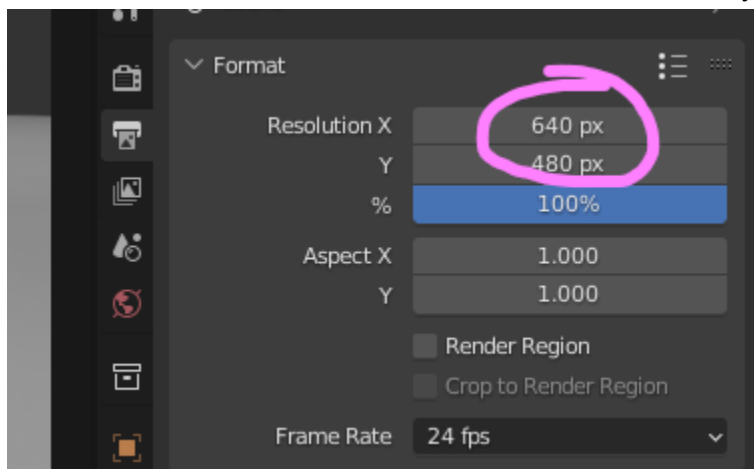 Format
Resolution X 640 px
Y 480 px
% 100%
Aspect X 1.000
Y 1.000
Render Region
Crop to Render Region
Frame Rate 24 fps